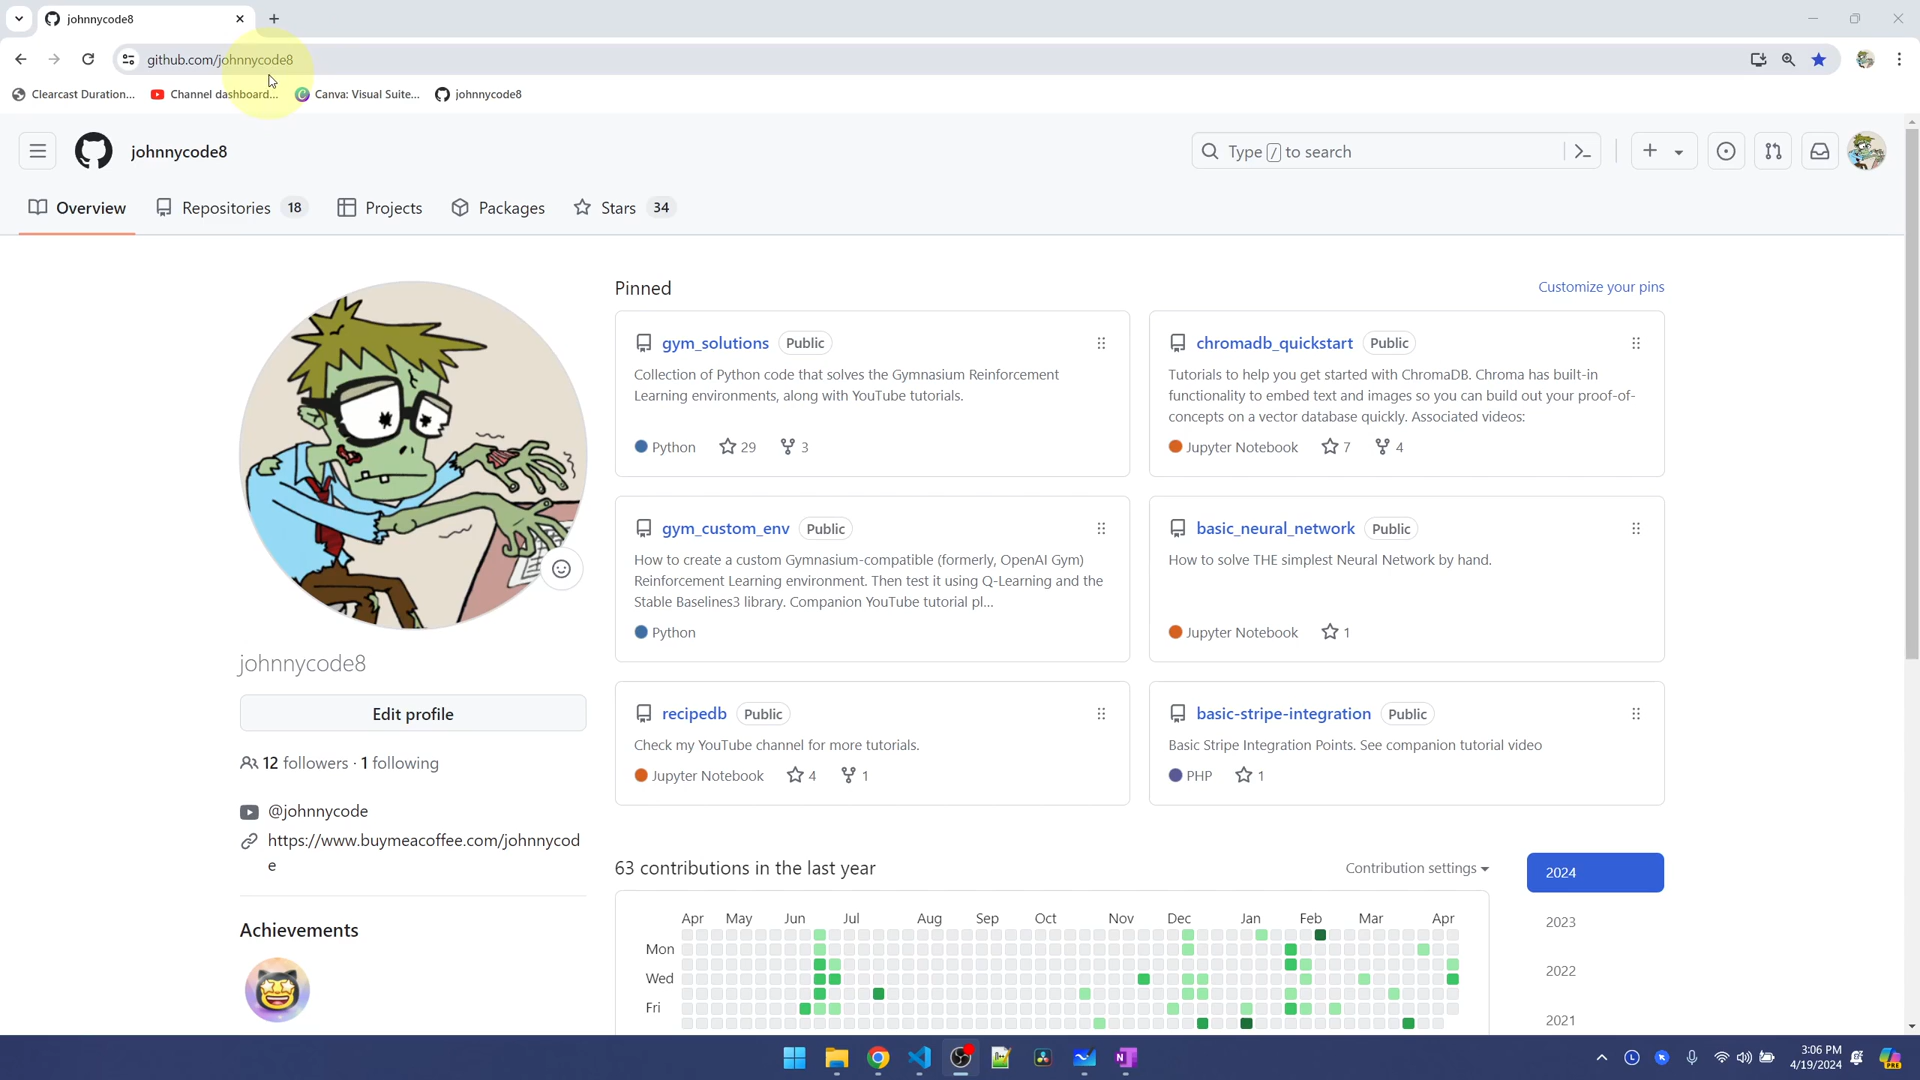 johnnycode8
github.com/johnnycode8
Clearcast Duration... Channel dashboard... Canva: Visual Suite... johnnycode8
johnnycode8
Type / to search
Overview Repositories 18 Projects Packages Stars 34
Pinned
Customize your pins
gym_solutions Public
Collection of Python code that solves the Gymnasium Reinforcement
Learning environments, along with YouTube tutorials.
Python 29 3
chromadb_quickstart Public
Tutorials to help you get started with ChromaDB. Chroma has built-in
functionality to embed text and images so you can build out your proof-of-
concepts on a vector database quickly. Associated videos:
Jupyter Notebook 7 4
gym_custom_env Public
How to create a custom Gymnasium-compatible (formerly, OpenAI Gym)
Reinforcement Learning environment. Then test it using Q-Learning and the
Stable Baselines3 library. Companion YouTube tutorial pl...
Python
basic_neural_network Public
How to solve THE simplest Neural Network by hand.
Jupyter Notebook 1
recipedb Public
Check my YouTube channel for more tutorials.
Jupyter Notebook 4 1
basic-stripe-integration Public
Basic Stripe Integration Points. See companion tutorial video
PHP 1
johnnycode8
Edit profile
12 followers · 1 following
@johnnycode
https://www.buymeacoffee.com/johnnycod
e
Achievements
63 contributions in the last year
Contribution settings
Apr May Jun Jul Aug Sep Oct Nov Dec Jan Feb Mar Apr
Mon
Wed
Fri
2024
2023
2022
2021
3:06 PM
4/19/2024
PRE